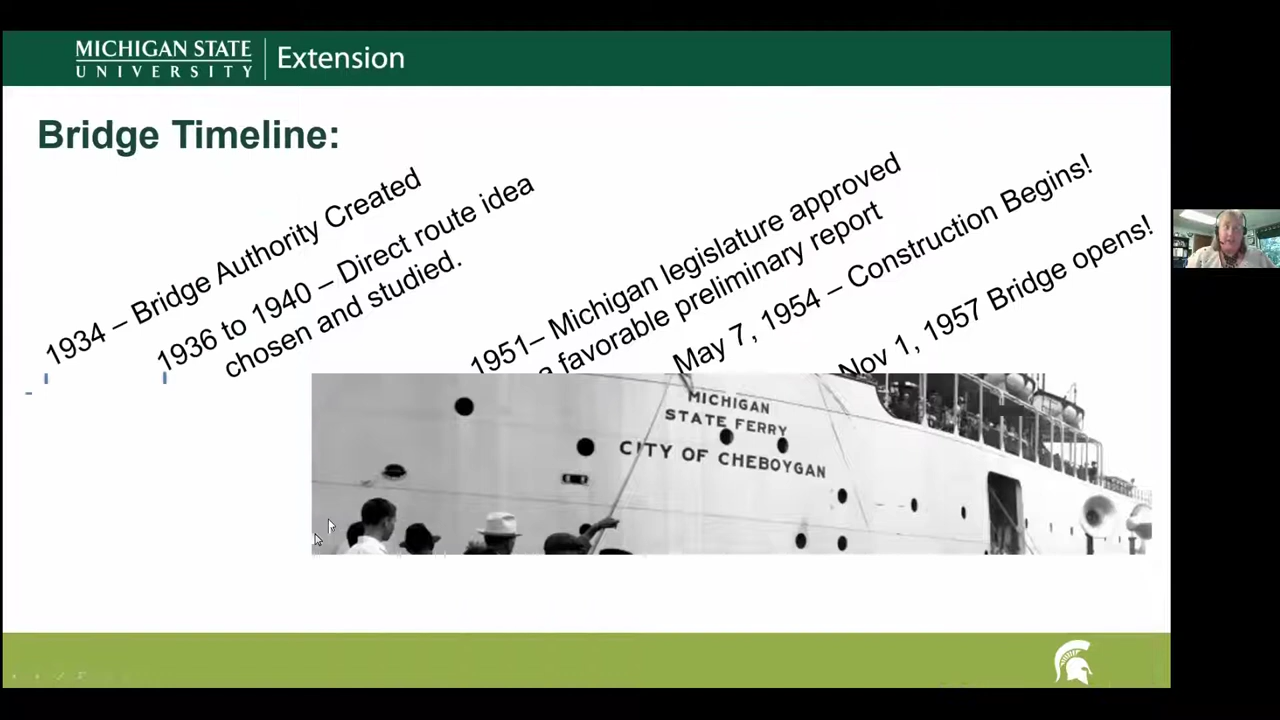 MICHIGAN STATE
UNIVERSITY
Extension
Bridge Timeline:
1934 – Bridge Authority Created
1936 to 1940 – Direct route idea
chosen and studied.
1951– Michigan legislature approved
a favorable preliminary report
May 7, 1954 – Construction Begins!
Nov 1, 1957 Bridge opens!
MICHIGAN
STATE FERRY
CITY OF CHEBOYGAN